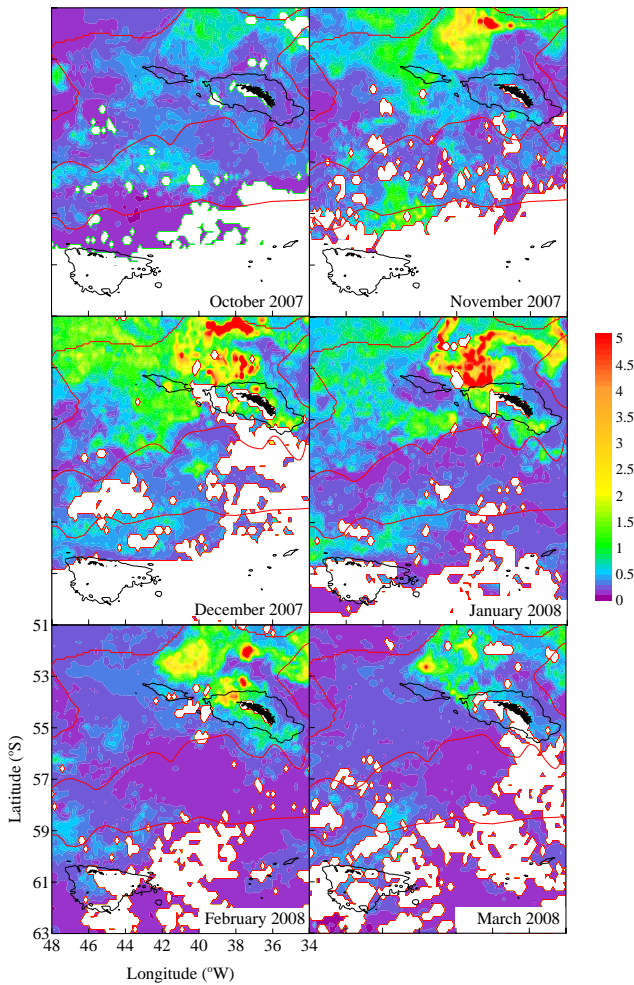 October 2007
November 2007
5
4.5
4
3.5
3
2.5
2
1.5
1
0.5
0
December 2007
January 2008
51
53
55
57
59
61
63
Latitude (°S)
February 2008
March 2008
48 46 44 42 40 38 36 34
Longitude (°W)